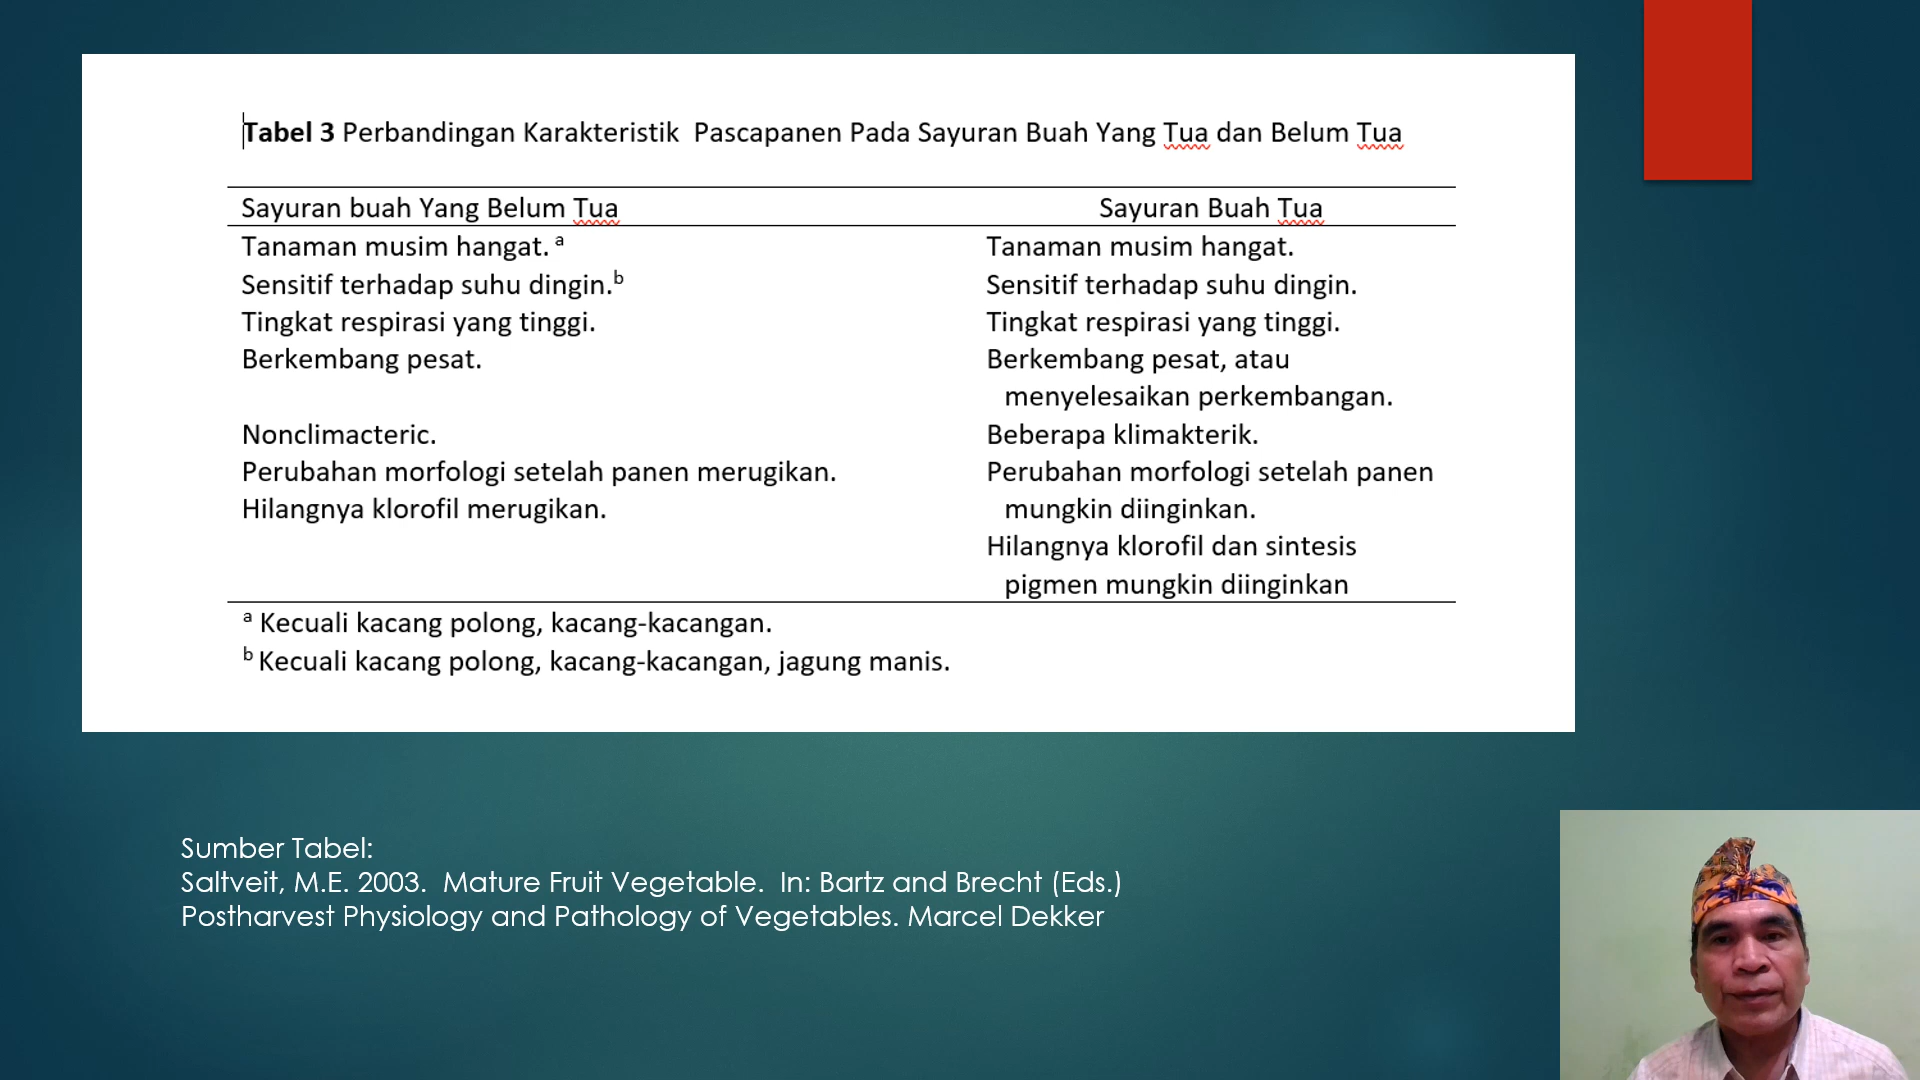 Tabel 3 Perbandingan Karakteristik  Pascapanen Pada Sayuran Buah Yang Tua dan Belum Tua
Sayuran buah Yang Belum Tua
Tanaman musim hangat. a
Sensitif terhadap suhu dingin.b
Tingkat respirasi yang tinggi.
Berkembang pesat.
Nonclimacteric.
Perubahan morfologi setelah panen merugikan.
Hilangnya klorofil merugikan.
Sayuran Buah Tua
Tanaman musim hangat.
Sensitif terhadap suhu dingin.
Tingkat respirasi yang tinggi.
Berkembang pesat, atau
menyelesaikan perkembangan.
Beberapa klimakterik.
Perubahan morfologi setelah panen
mungkin diinginkan.
Hilangnya klorofil dan sintesis
pigmen mungkin diinginkan
a Kecuali kacang polong, kacang-kacangan.
b Kecuali kacang polong, kacang-kacangan, jagung manis.
Sumber Tabel:
Saltveit, M.E. 2003.  Mature Fruit Vegetable.  In: Bartz and Brecht (Eds.)
Postharvest Physiology and Pathology of Vegetables. Marcel Dekker